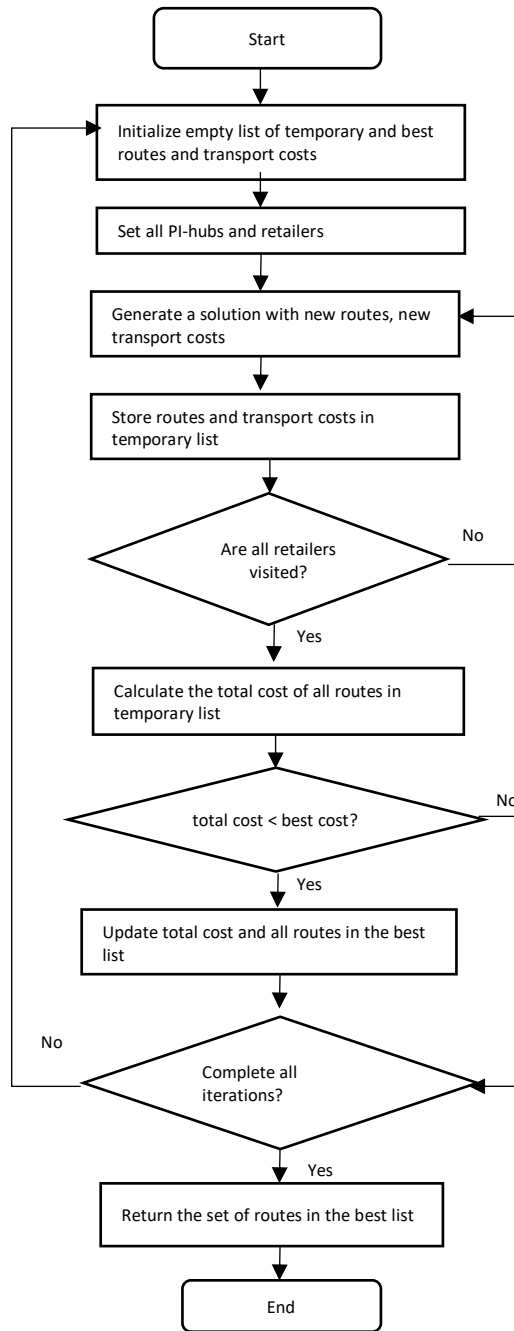 Start
Initialize empty list of temporary and best
routes and transport costs
Set all PI-hubs and retailers
Generate a solution with new routes, new
transport costs
Store routes and transport costs in
temporary list
Are all retailers
visited?
No
Yes
Calculate the total cost of all routes in
temporary list
total cost < best cost?
No
Yes
Update total cost and all routes in the best
list
No
Complete all
iterations?
Yes
Return the set of routes in the best list
End